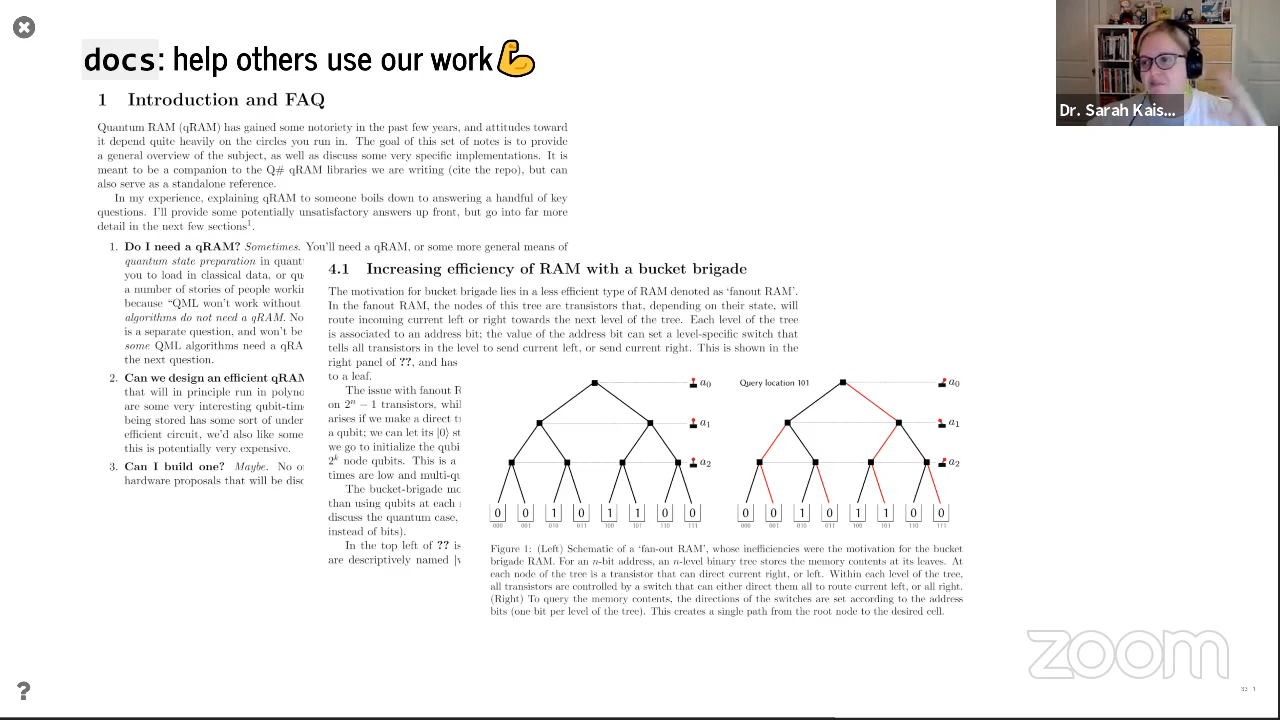 docs: help others use our work💪
Dr. Sarah Kais...
1 Introduction and FAQ
Quantum RAM (qRAM) has gained some notoriety in the past few years, and attitudes toward
it depend quite heavily on the circles you run in. The goal of this set of notes is to provide
a general overview of the subject, as well as discuss some very specific implementations. It is
meant to be a companion to the Q# qRAM libraries we are writing (cite the repo), but can
also serve as a standalone reference.
In my experience, explaining qRAM to someone boils down to answering a handful of key
questions. I'll provide some potentially unsatisfactory answers up front, but go into far more
detail in the next few sections¹.
1. Do I need a qRAM? Sometimes. You'll need a qRAM, or some more general means of
quantum state preparation in quant
you to load in classical data, or qu
a number of stories of people workin
because “QML won't work without
algorithms do not need a qRAM. No
is a separate question, and won't be
some QML algorithms need a qRA
the next question.
2. Can we design an efficient qRAM
that will in principle run in polyno
are some very interesting qubit-time
being stored has some sort of under
efficient circuit, we'd also like some
this is potentially very expensive.
3. Can I build one? Maybe. No o
hardware proposals that will be disc
4.1 Increasing efficiency of RAM with a bucket brigade
The motivation for bucket brigade lies in a less efficient type of RAM denoted as ‘fanout RAM’.
In the fanout RAM, the nodes of this tree are transistors that, depending on their state, will
route incoming current left or right towards the next level of the tree. Each level of the tree
is associated to an address bit; the value of the address bit can set a level-specific switch that
tells all transistors in the level to send current left, or send current right. This is shown in the
right panel of ??, and has
to a leaf.
The issue with fanout R
on 2ⁿ − 1 transistors, whil
arises if we make a direct tr
a qubit; we can let its |0⟩ st
we go to initialize the qubi
2ᵏ node qubits. This is a
times are low and multi-qu
The bucket-brigade mo
than using qubits at each
discuss the quantum case,
instead of bits).
In the top left of ?? is
are descriptively named |
a₀
a₁
a₂
0 0 1 0 1 1 0 0
000 001 010 011 100 101 110 111
Query location 101
a₀
a₁
a₂
0 0 1 0 1 1 0 0
000 001 010 011 100 101 110 111
Figure 1: (Left) Schematic of a ‘fan-out RAM’, whose inefficiencies were the motivation for the bucket
brigade RAM. For an n-bit address, an n-level binary tree stores the memory contents at its leaves. At
each node of the tree is a transistor that can direct current right, or left. Within each level of the tree,
all transistors are controlled by a switch that can either direct them all to route current left, or all right.
(Right) To query the memory contents, the directions of the switches are set according to the address
bits (one bit per level of the tree). This creates a single path from the root node to the desired cell.
zoom
?